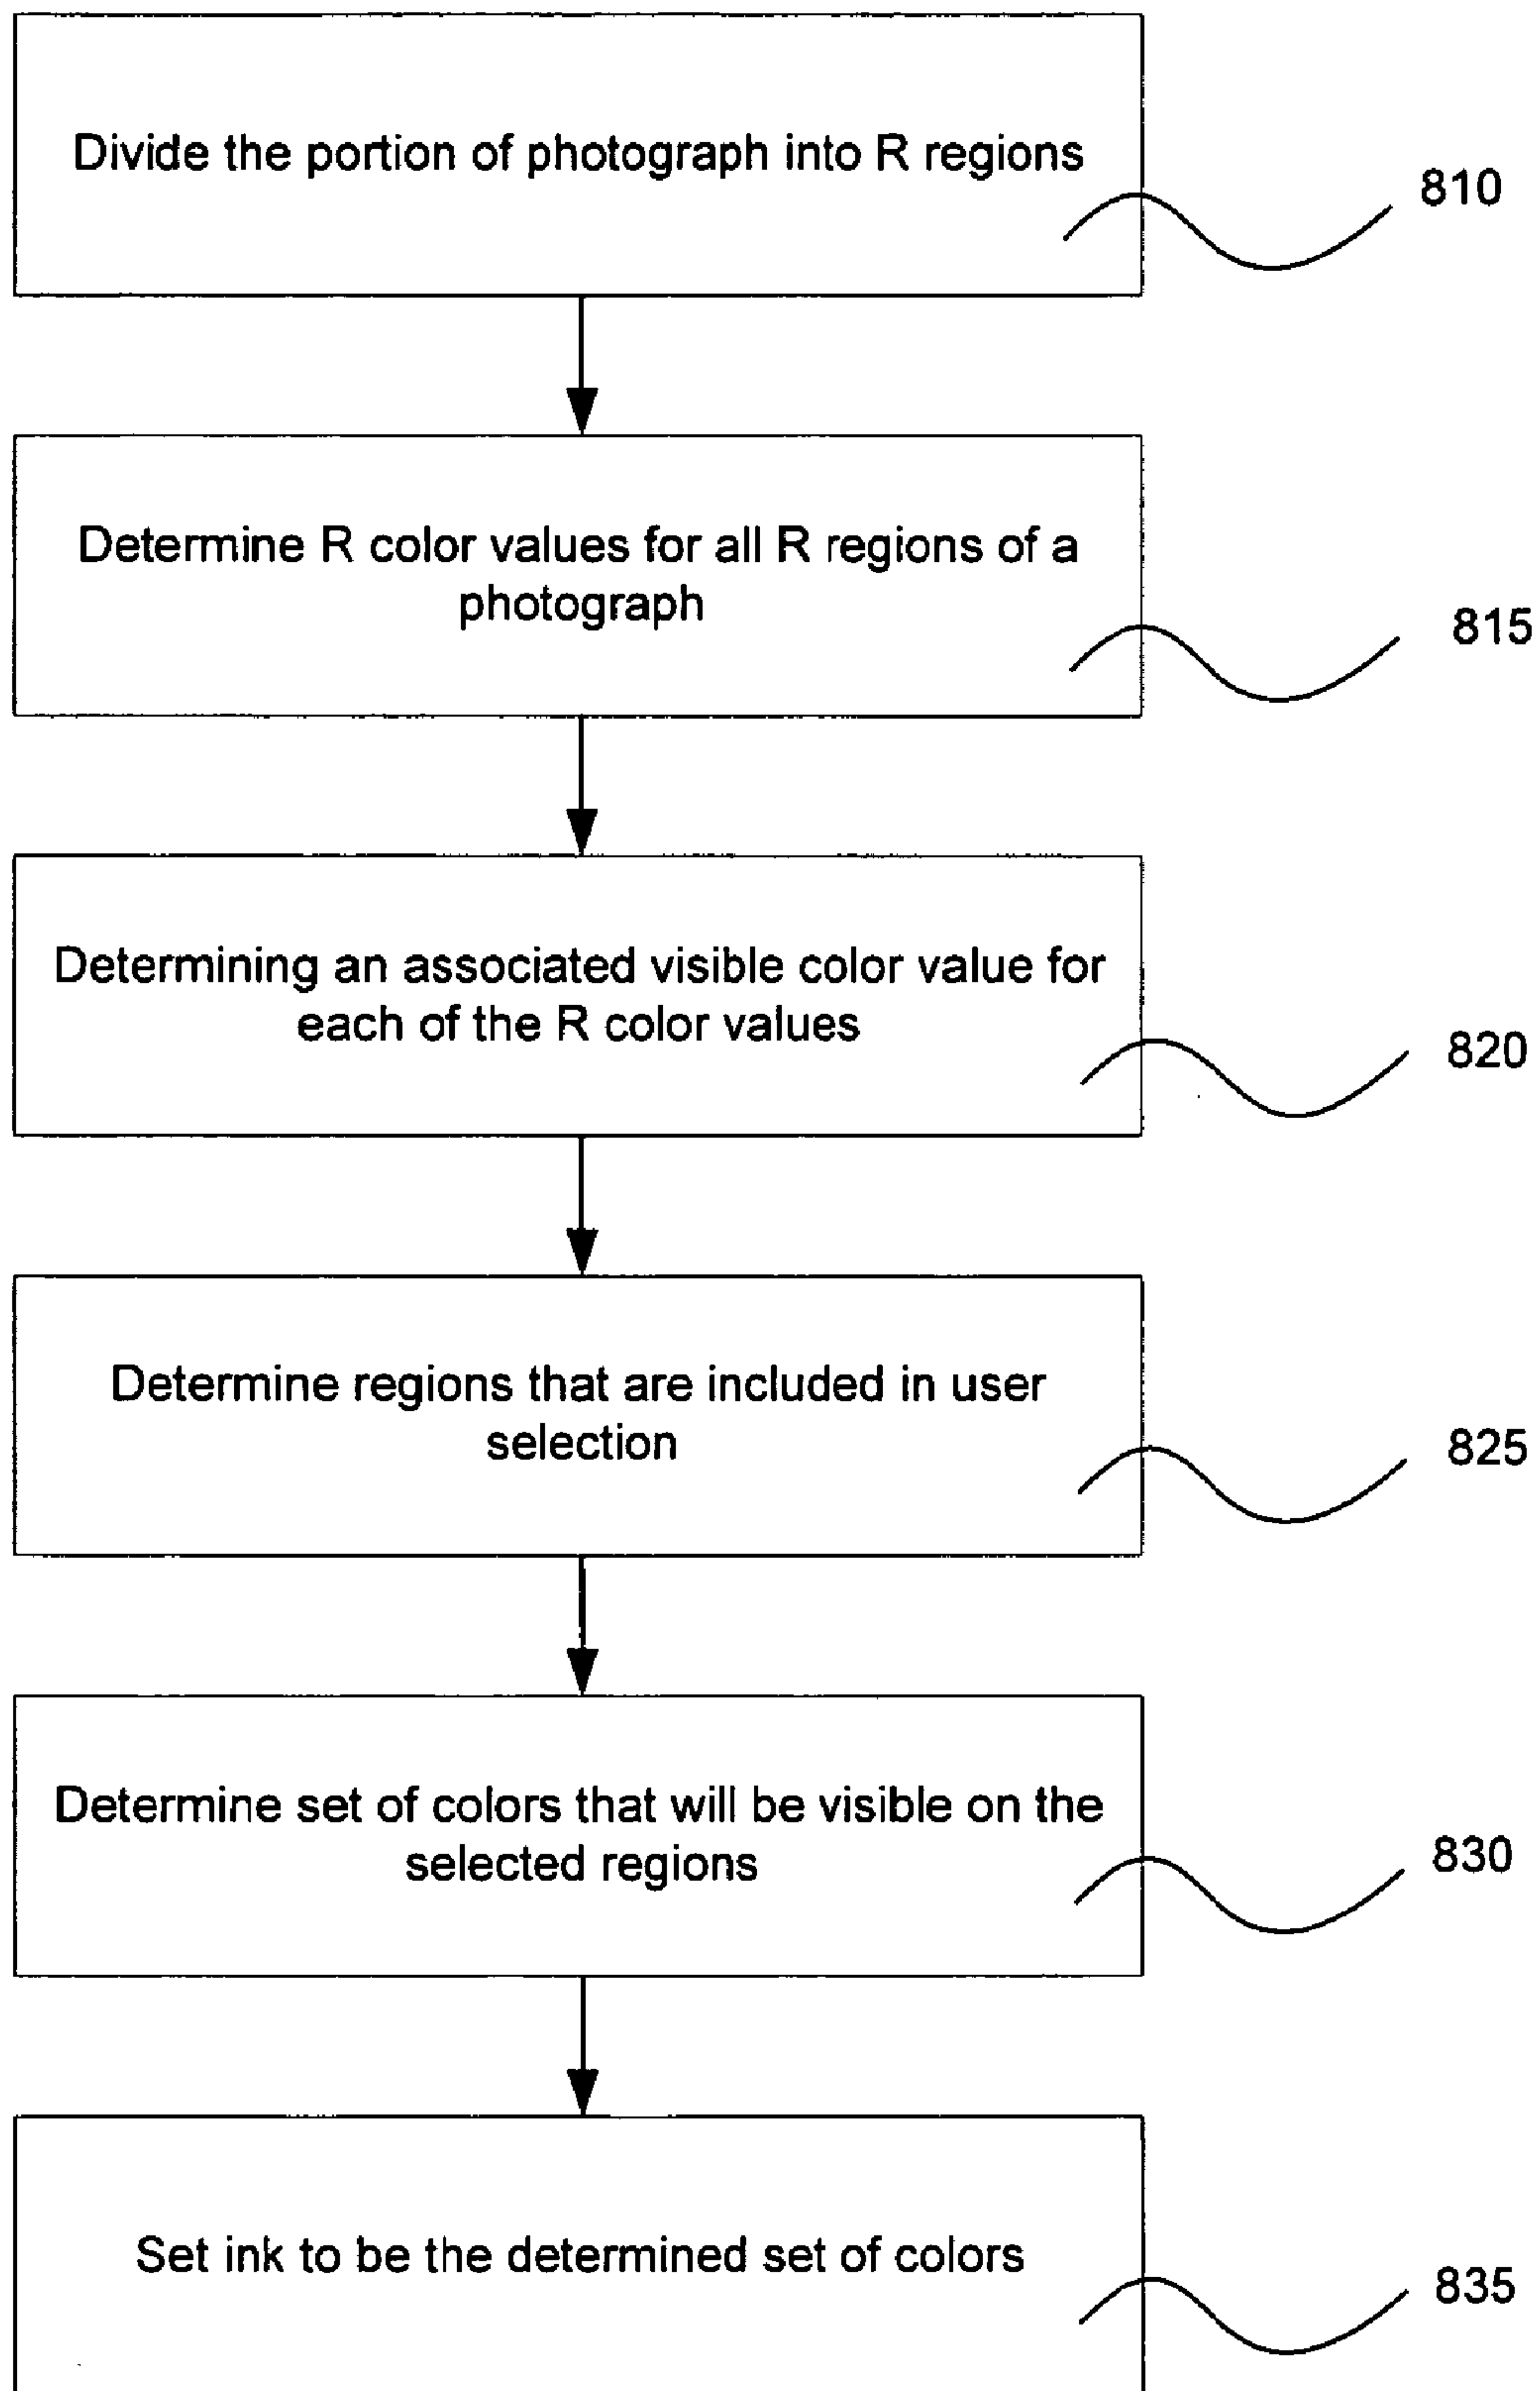 Divide the portion of photograph into R regions
810
Determine R color values for all R regions of a
photograph
815
Determining an associated visible color value for
each of the R color values
820
Determine regions that are included in user
selection
825
Determine set of colors that will be visible on the
selected regions
830
Set ink to be the determined set of colors
835